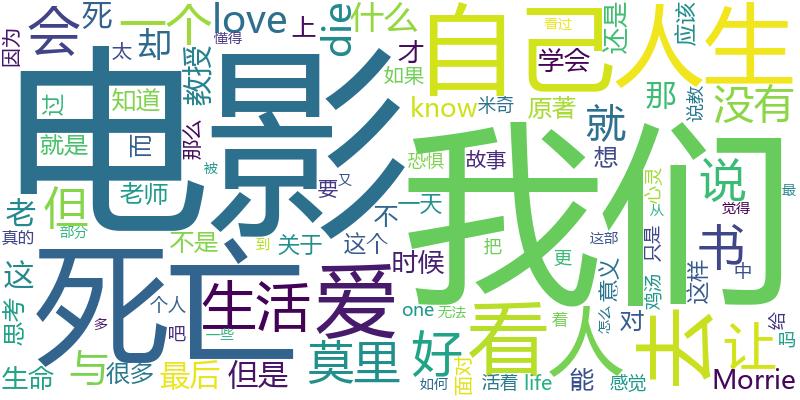 电影
我们
自己
人生
死亡
爱
看
人
去
生活
莫里
好
但
书
说
让
没有
一个
love
die
什么
会
却
死
因为
太
上
懂得
才
教授
知道
过
就是
而
那么
老师
老
要
又
被
如果
恐惧
know
米奇
原著
故事
学会
看过
还是
应该
说教
那
就
想
心灵
从
觉得
最
一天
不
这个
关于
不是
到
部分
真的
这
思考
个人
吧
多
一些
时候
把
更
这部
只是
这样
中
意义
怎么
鸡汤
对
给
吗
着
one
无法
与
很多
最后
但是
生命
如何
面对
活着
life
能
感觉
Morrie